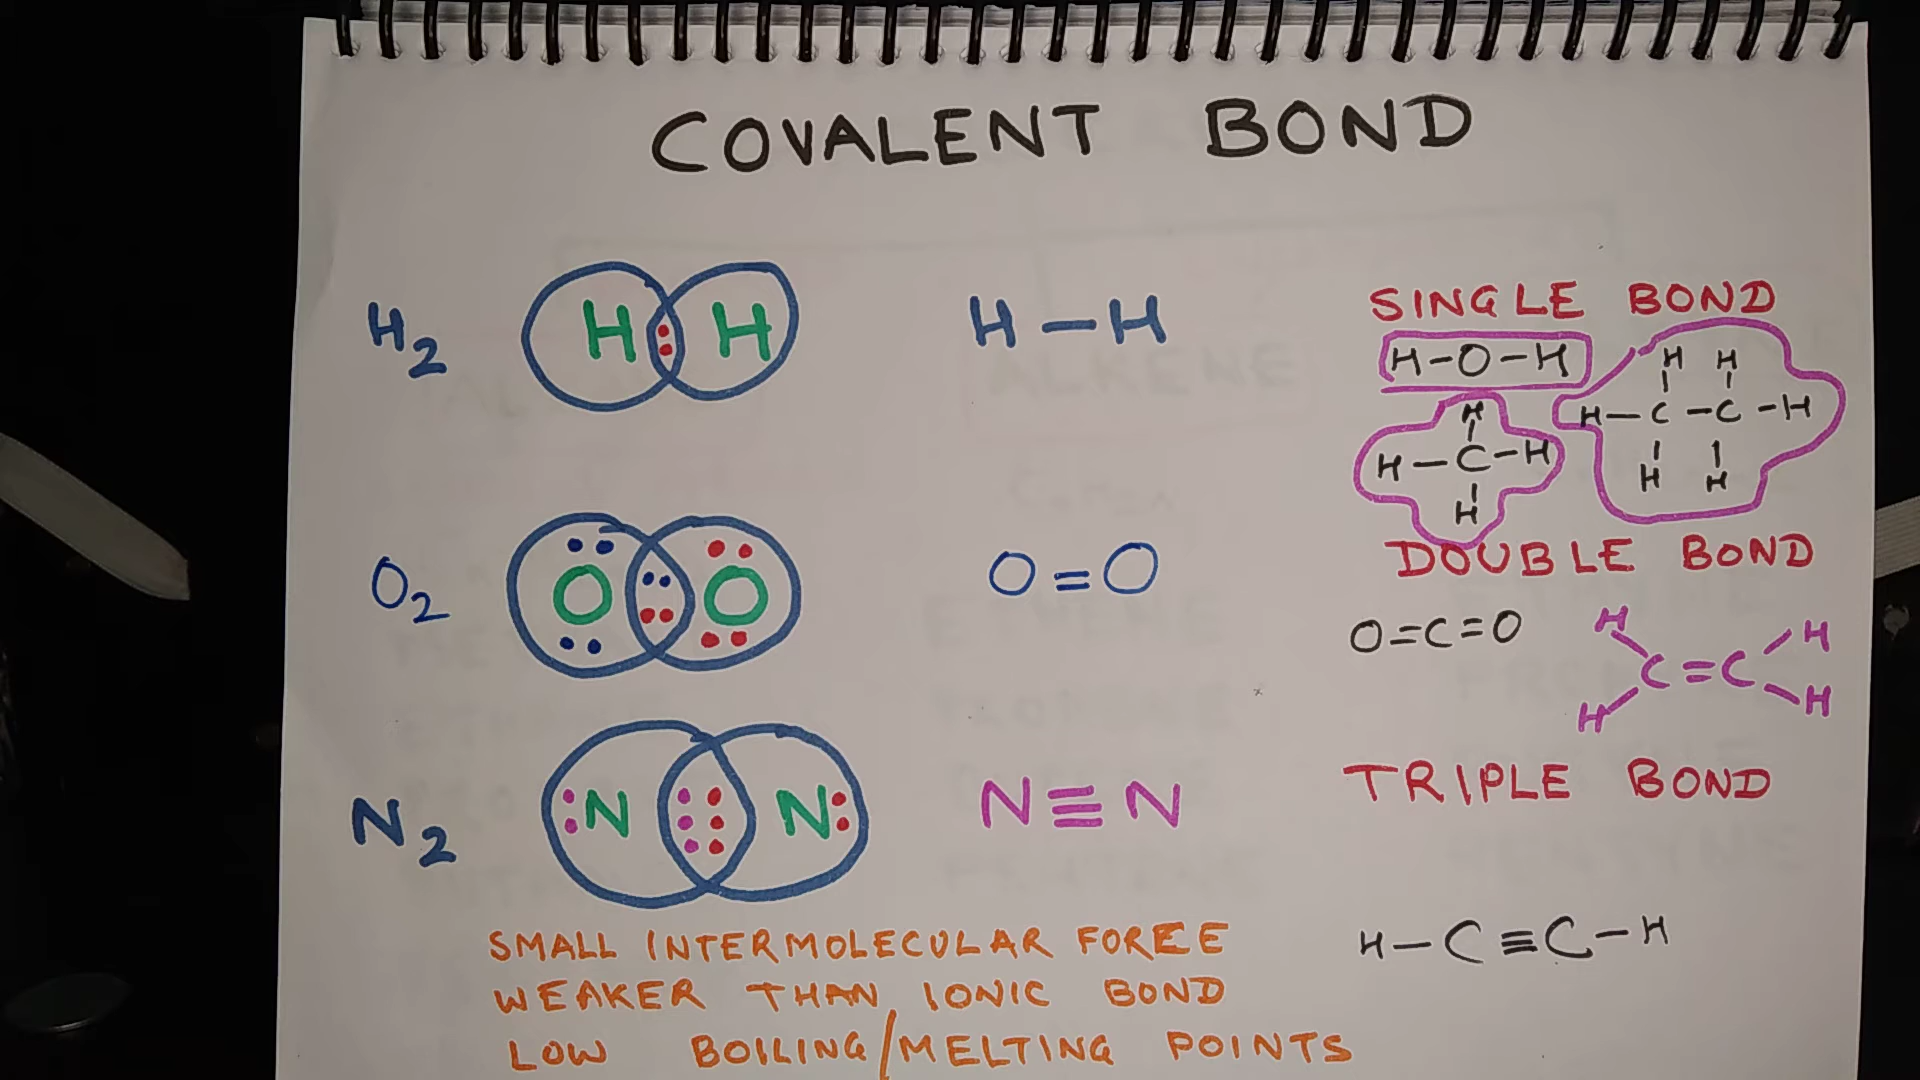 COVALENT BOND
H2 H H H-H
O2 O O O=O
N2 N N N≡N
SINGLE BOND
H-O-H
H
H-C-H
H
H H
H-C-C-H
H H
DOUBLE BOND
O=C=O
H H
C=C
H H
TRIPLE BOND
H-C≡C-H
SMALL INTERMOLECULAR FORCE
WEAKER THAN IONIC BOND
LOW BOILING/MELTING POINTS